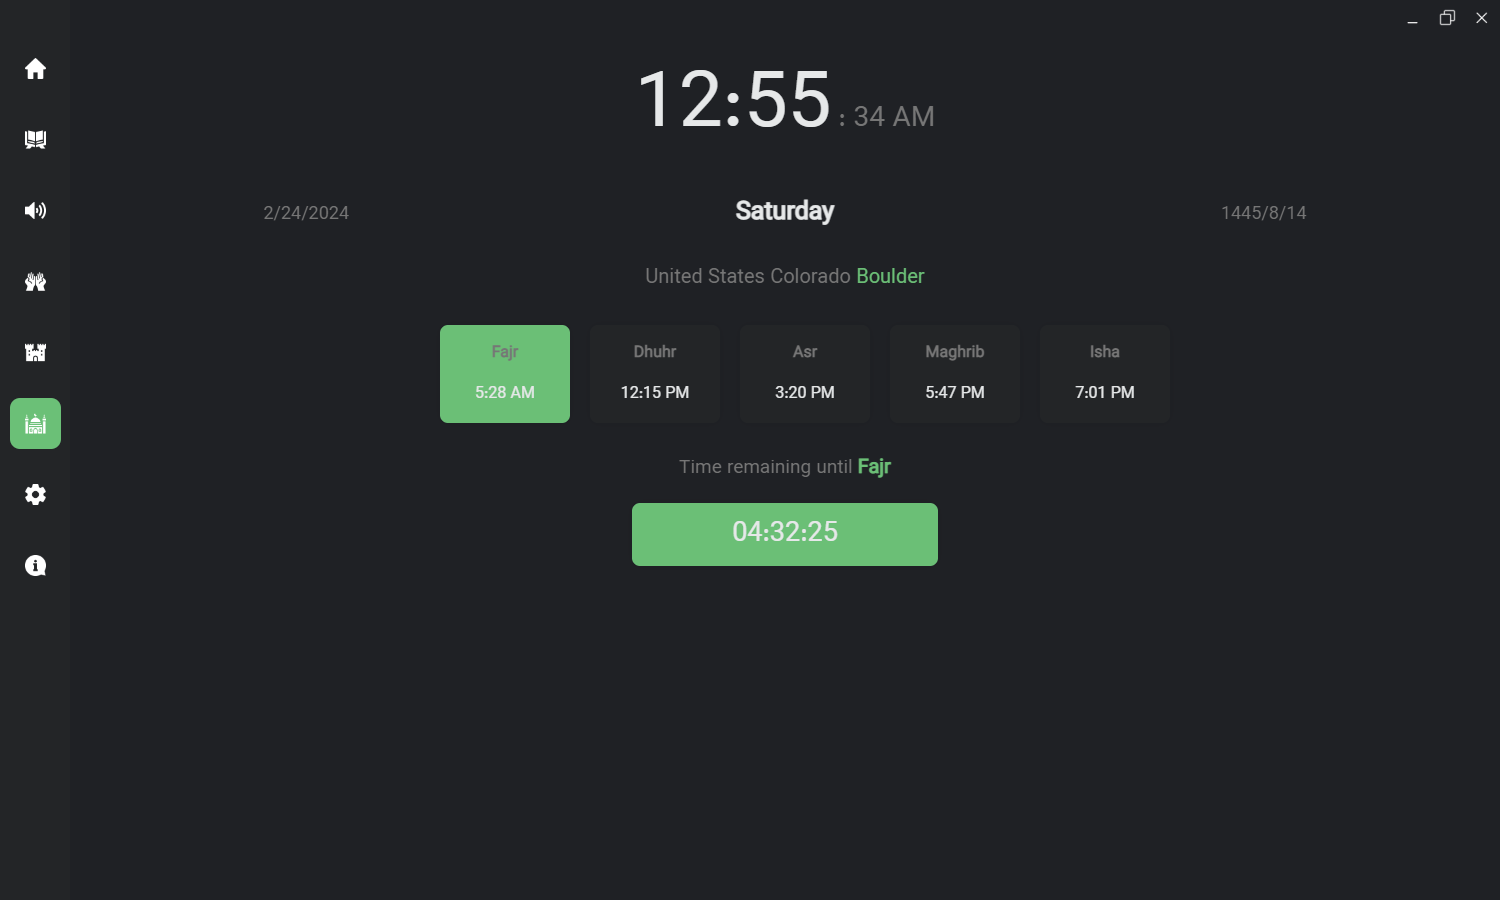 12:55 : 34 AM
2/24/2024 Saturday 1445/8/14
United States Colorado Boulder
Fajr Dhuhr Asr Maghrib Isha
5:28 AM 12:15 PM 3:20 PM 5:47 PM 7:01 PM
Time remaining until Fajr
04:32:25